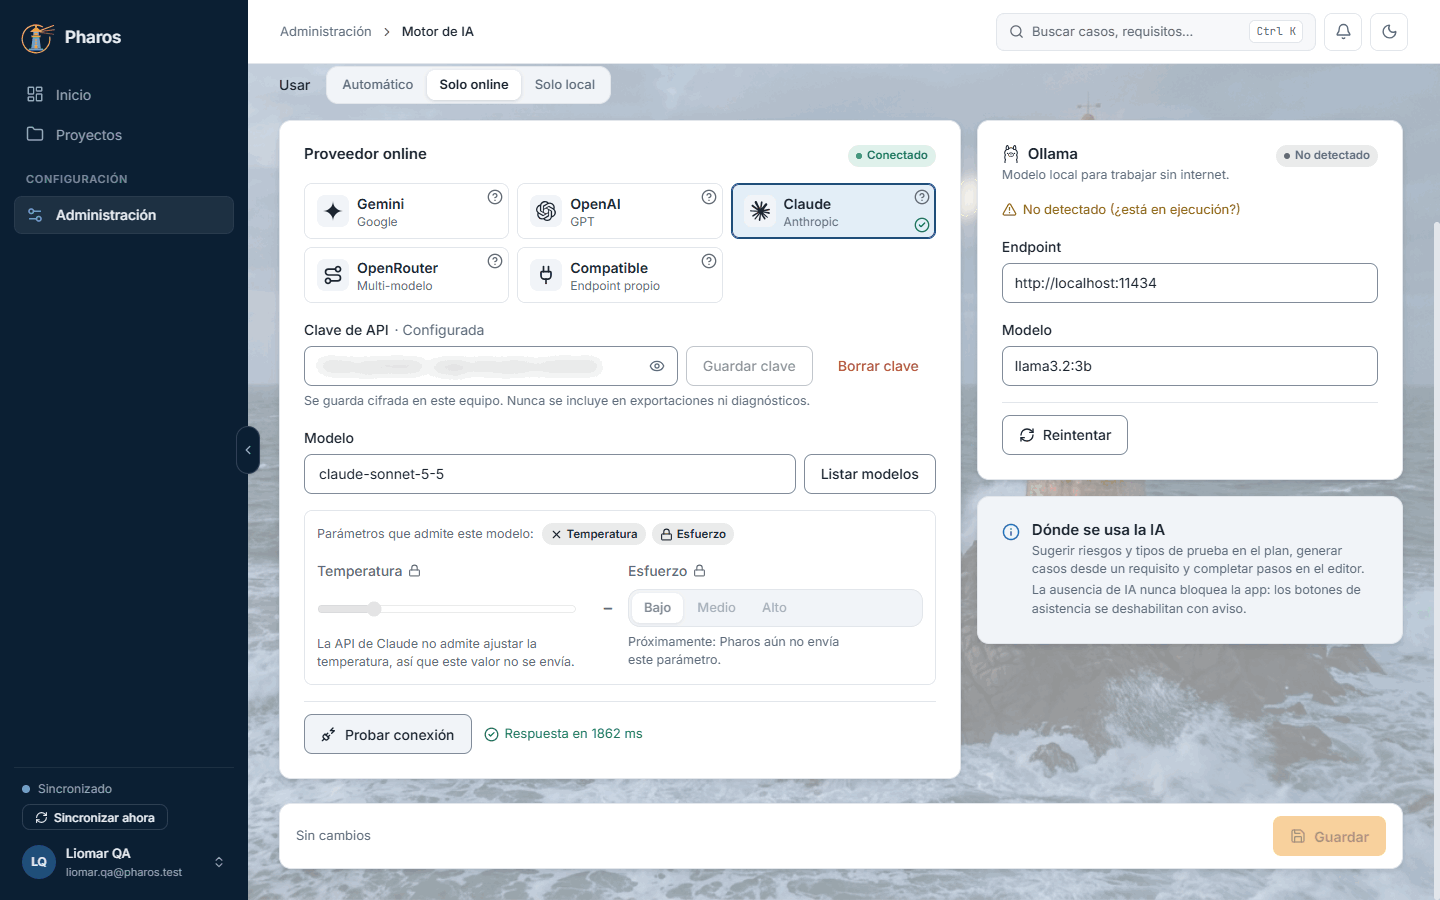 Pharos
Inicio
Proyectos
CONFIGURACIÓN
Administración
Sincronizado
Sincronizar ahora
LQ
Liomar QA
liomar.qa@pharos.test
Administración > Motor de IA
Buscar casos, requisitos...
Ctrl K
Usar
Automático
Solo online
Solo local
Proveedor online
Conectado
Gemini
Google
OpenAI
GPT
Claude
Anthropic
OpenRouter
Multi-modelo
Compatible
Endpoint propio
Clave de API · Configurada
Guardar clave
Borrar clave
Se guarda cifrada en este equipo. Nunca se incluye en exportaciones ni diagnósticos.
Modelo
claude-sonnet-5-5
Listar modelos
Parámetros que admite este modelo:
Temperatura
Esfuerzo
Temperatura
–
La API de Claude no admite ajustar la
temperatura, así que este valor no se envía.
Esfuerzo
Bajo
Medio
Alto
Próximamente: Pharos aún no envía
este parámetro.
Probar conexión
Respuesta en 1862 ms
Ollama
No detectado
Modelo local para trabajar sin internet.
No detectado (¿está en ejecución?)
Endpoint
http://localhost:11434
Modelo
llama3.2:3b
Reintentar
Dónde se usa la IA
Sugerir riesgos y tipos de prueba en el plan, generar
casos desde un requisito y completar pasos en el editor.
La ausencia de IA nunca bloquea la app: los botones de
asistencia se deshabilitan con aviso.
Sin cambios
Guardar